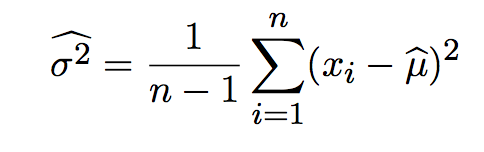 $\widehat{\sigma^2} = \frac{1}{n-1} \sum_{i=1}^{n} (x_i - \widehat{\mu})^2$